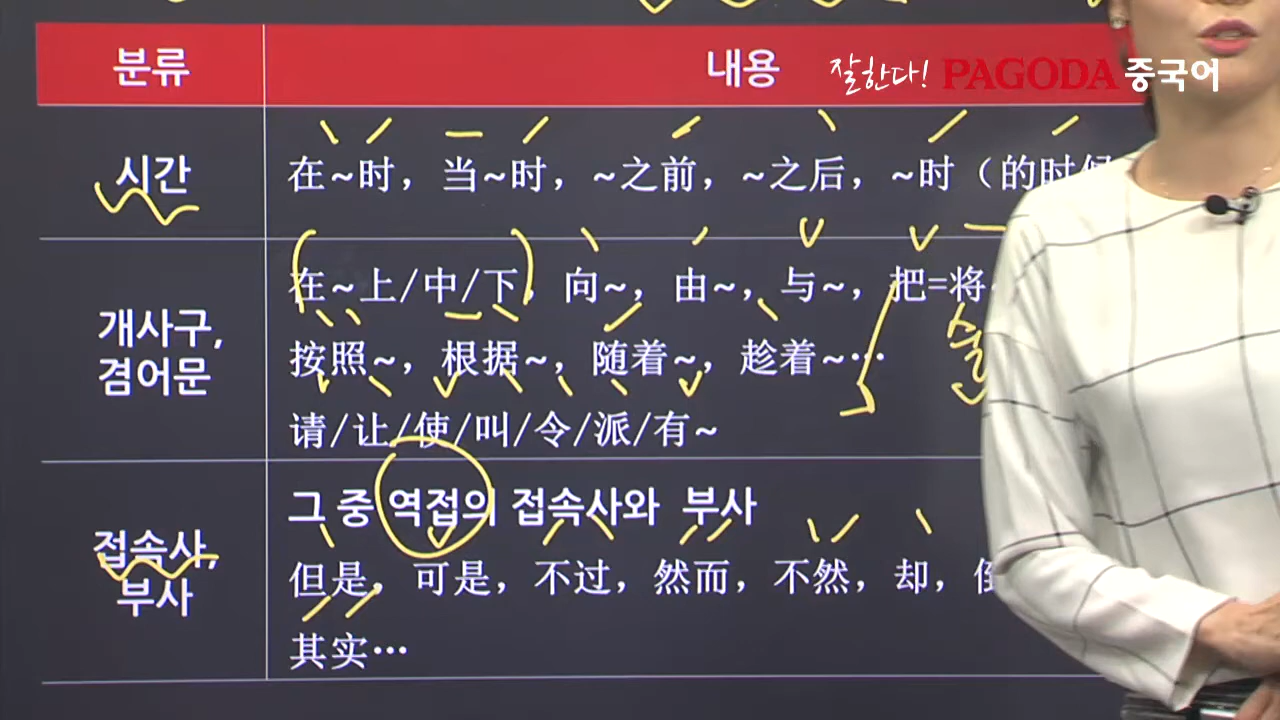 분류 내용
잘한다! PAGODA 중국어
시간 在~时, 当~时, ~之前, ~之后, ~时（的时候
개사구,
겸어문
在~上/中/下, 向~, 由~, 与~, 把=将~
按照~, 根据~, 随着~, 趁着~…
请/让/使/叫/令/派/有~
접속사,
부사
그 중 역접의 접속사와 부사
但是, 可是, 不过, 然而, 不然, 却,
其实…